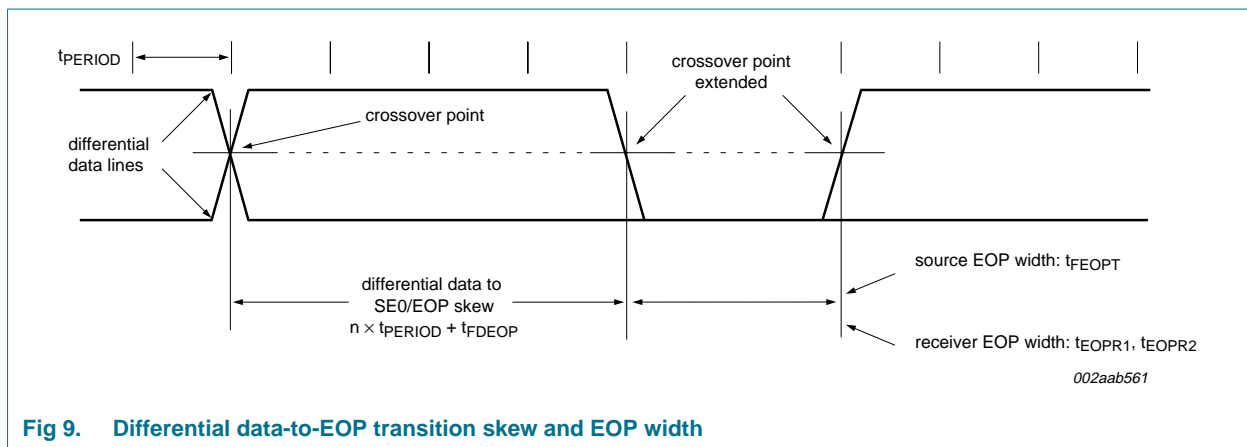 tPERIOD
crossover point
extended
crossover point
differential
data lines
differential data to
SE0/EOP skew
n × tPERIOD + tFDEOP
source EOP width: tFEOPT
receiver EOP width: tEOPR1, tEOPR2
002aab561
Fig 9. Differential data-to-EOP transition skew and EOP width